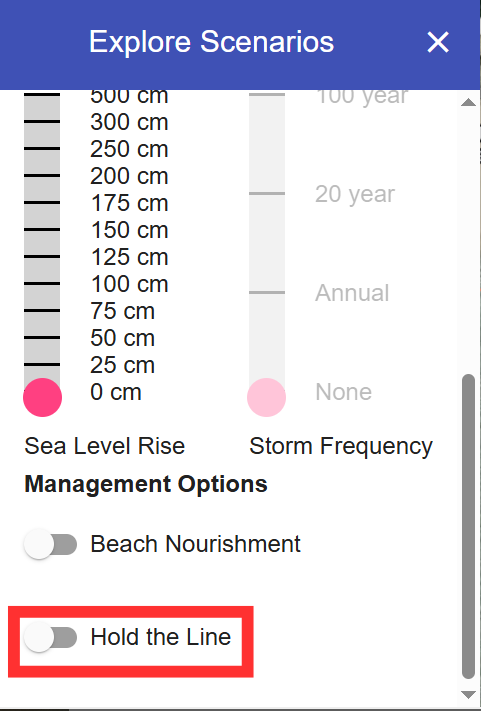 Explore Scenarios
500 cm
300 cm
250 cm
200 cm
175 cm
150 cm
125 cm
100 cm
75 cm
50 cm
25 cm
0 cm
100 year
20 year
Annual
None
Sea Level Rise
Storm Frequency
Management Options
Beach Nourishment
Hold the Line